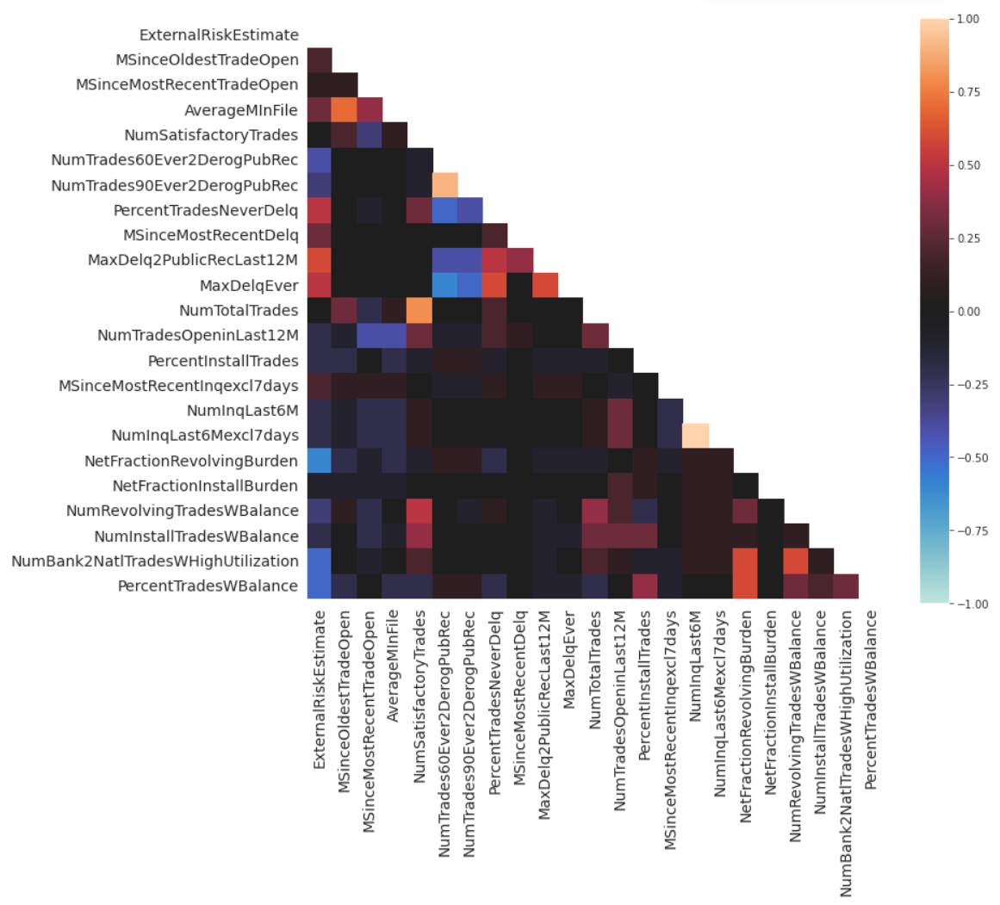 ExternalRiskEstimate
MSinceOldestTradeOpen
MSinceMostRecentTradeOpen
AverageMInFile
NumSatisfactoryTrades
NumTrades60Ever2DerogPubRec
NumTrades90Ever2DerogPubRec
PercentTradesNeverDelq
MSinceMostRecentDelq
MaxDelq2PublicRecLast12M
MaxDelqEver
NumTotalTrades
NumTradesOpeninLast12M
PercentInstallTrades
MSinceMostRecentInqexcl7days
NumInqLast6M
NumInqLast6Mexcl7days
NetFractionRevolvingBurden
NetFractionInstallBurden
NumRevolvingTradesWBalance
NumInstallTradesWBalance
NumBank2NatlTradesWHighUtilization
PercentTradesWBalance
ExternalRiskEstimate
MSinceOldestTradeOpen
MSinceMostRecentTradeOpen
AverageMInFile
NumSatisfactoryTrades
NumTrades60Ever2DerogPubRec
NumTrades90Ever2DerogPubRec
PercentTradesNeverDelq
MSinceMostRecentDelq
MaxDelq2PublicRecLast12M
MaxDelqEver
NumTotalTrades
NumTradesOpeninLast12M
PercentInstallTrades
MSinceMostRecentInqexcl7days
NumInqLast6M
NumInqLast6Mexcl7days
NetFractionRevolvingBurden
NetFractionInstallBurden
NumRevolvingTradesWBalance
NumInstallTradesWBalance
NumBank2NatlTradesWHighUtilization
PercentTradesWBalance
1.00
0.75
0.50
0.25
0.00
−0.25
−0.50
−0.75
−1.00